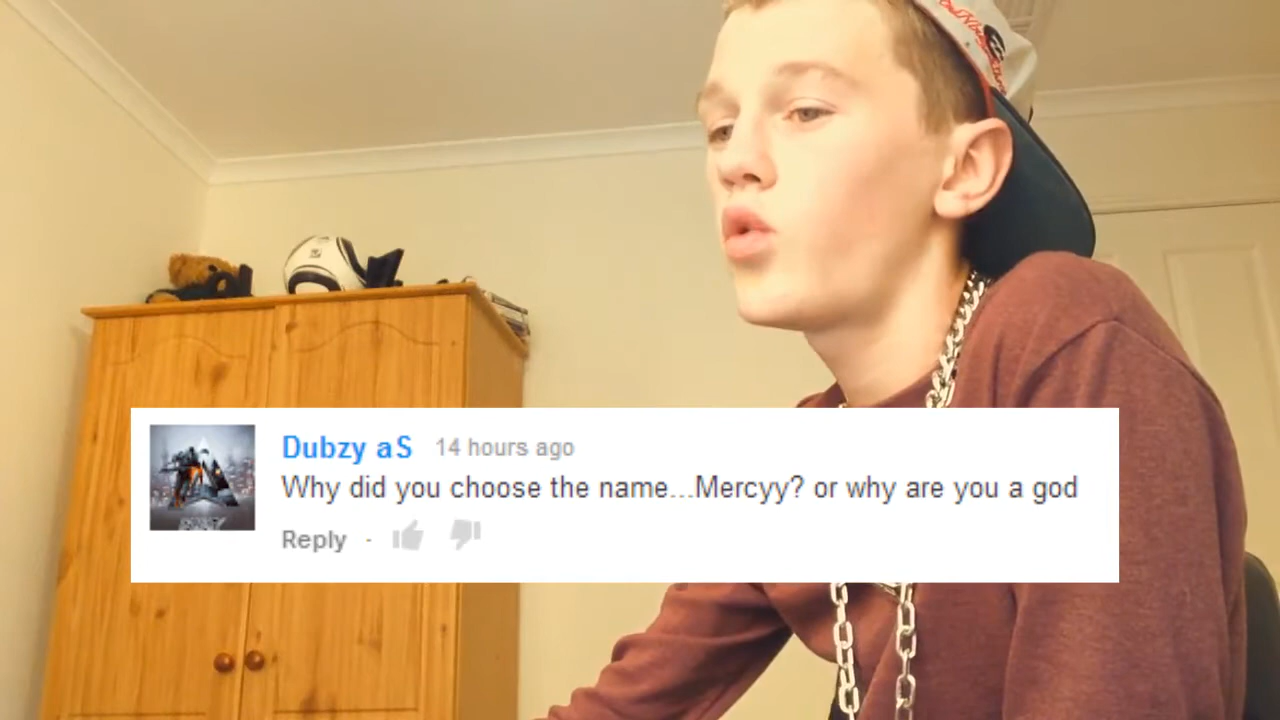 Dubzy aS 14 hours ago
Why did you choose the name...Mercyy? or why are you a god
Reply ·